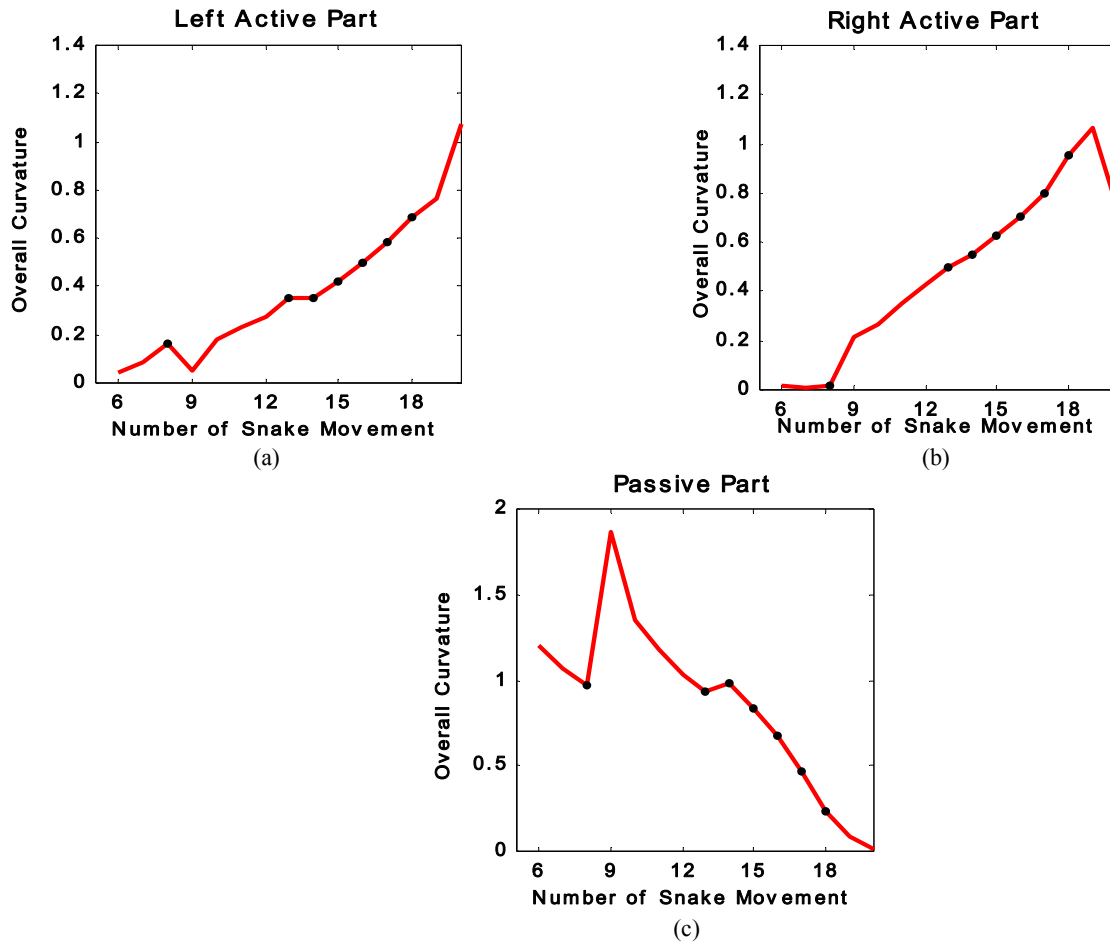 Left Active Part
1.4
1.2
1
0.8
0.6
0.4
0.2
0
Overall Curvature
6 9 12 15 18
Number of Snake Movement
(a)
Right Active Part
1.4
1.2
1
0.8
0.6
0.4
0.2
0
Overall Curvature
6 9 12 15 18
Number of Snake Movement
(b)
Passive Part
2
1.5
1
0.5
0
Overall Curvature
6 9 12 15 18
Number of Snake Movement
(c)